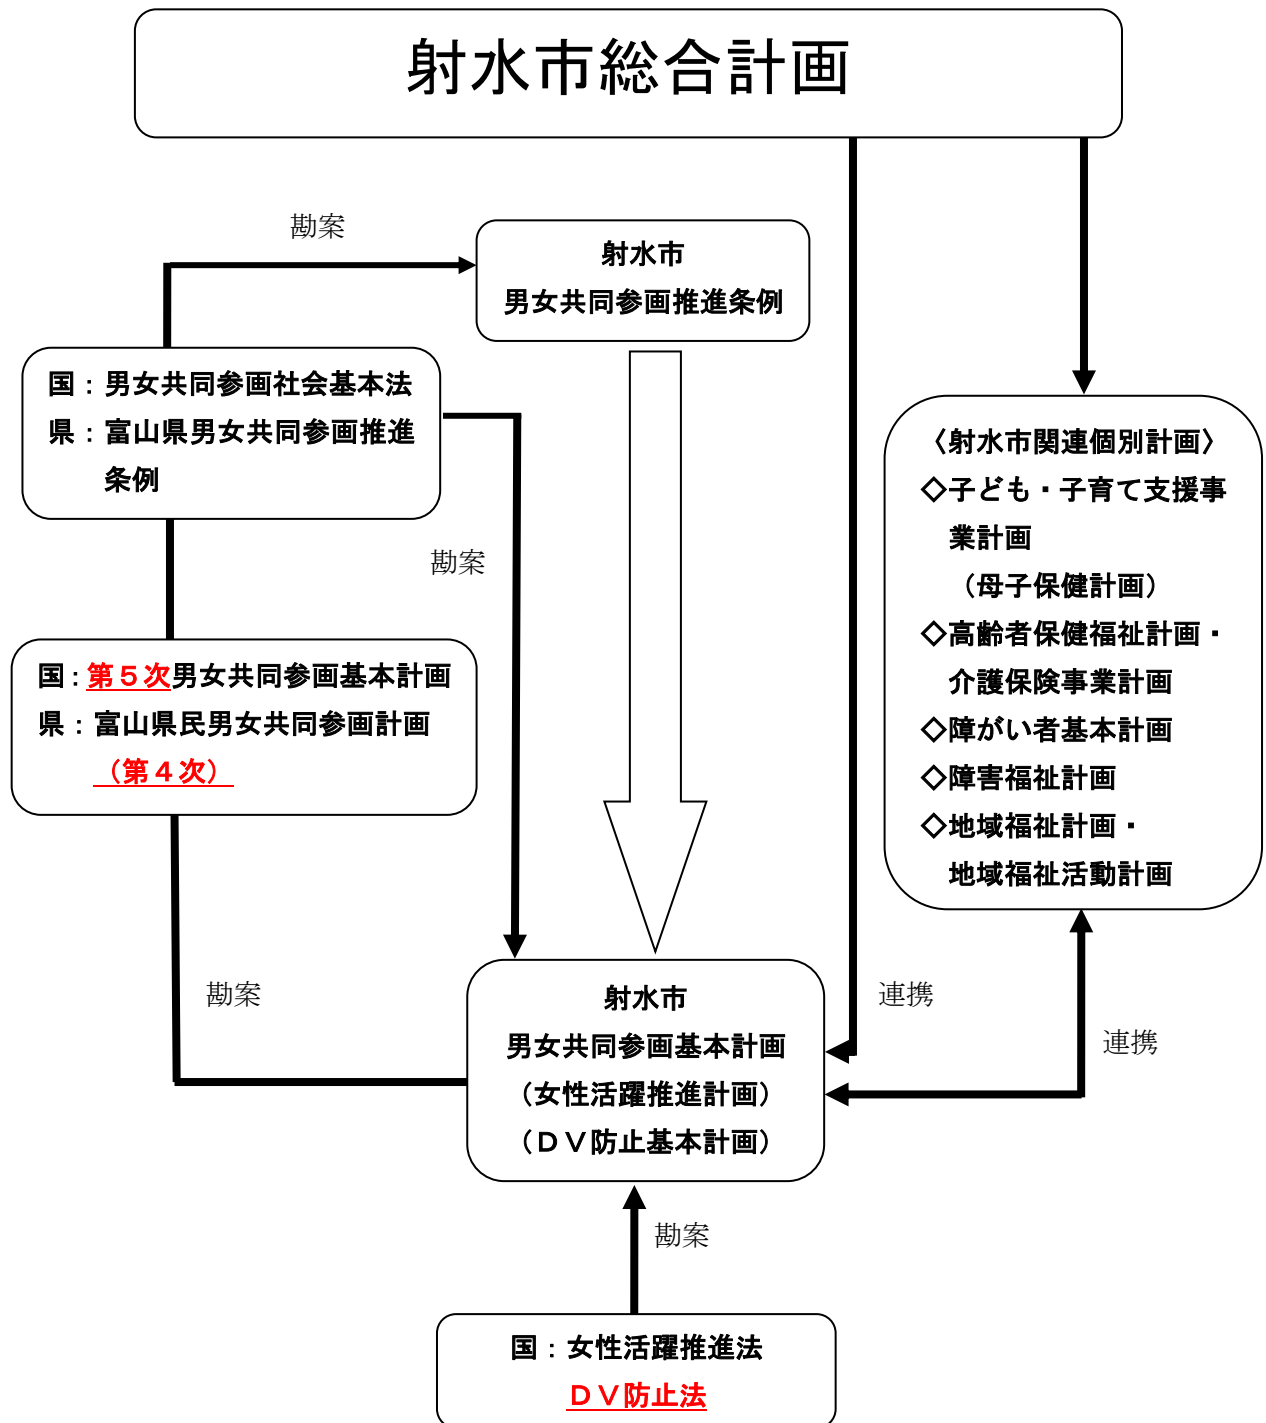 射水市総合計画
勘案
射水市
男女共同参画推進条例
国：男女共同参画社会基本法
県：富山県男女共同参画推進
条例
勘案
〈射水市関連個別計画〉
◇子ども・子育て支援事
業計画
（母子保健計画）
◇高齢者保健福祉計画・
介護保険事業計画
◇障がい者基本計画
◇障害福祉計画
◇地域福祉計画・
地域福祉活動計画
国：第５次男女共同参画基本計画
県：富山県民男女共同参画計画
（第４次）
勘案
射水市
男女共同参画基本計画
（女性活躍推進計画）
（ＤＶ防止基本計画）
連携
連携
勘案
国：女性活躍推進法
ＤＶ防止法